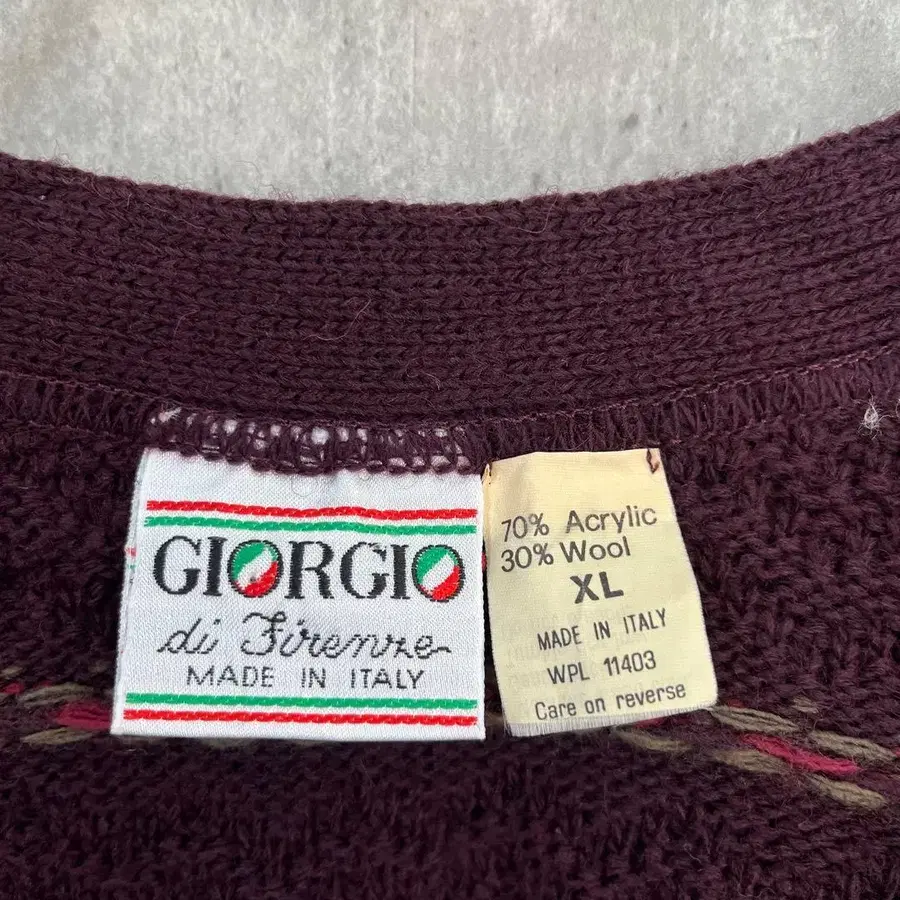 GIORGIO
di Firenze
MADE IN ITALY
70% Acrylic
30% Wool
XL
MADE IN ITALY
WPL 11403
Care on reverse